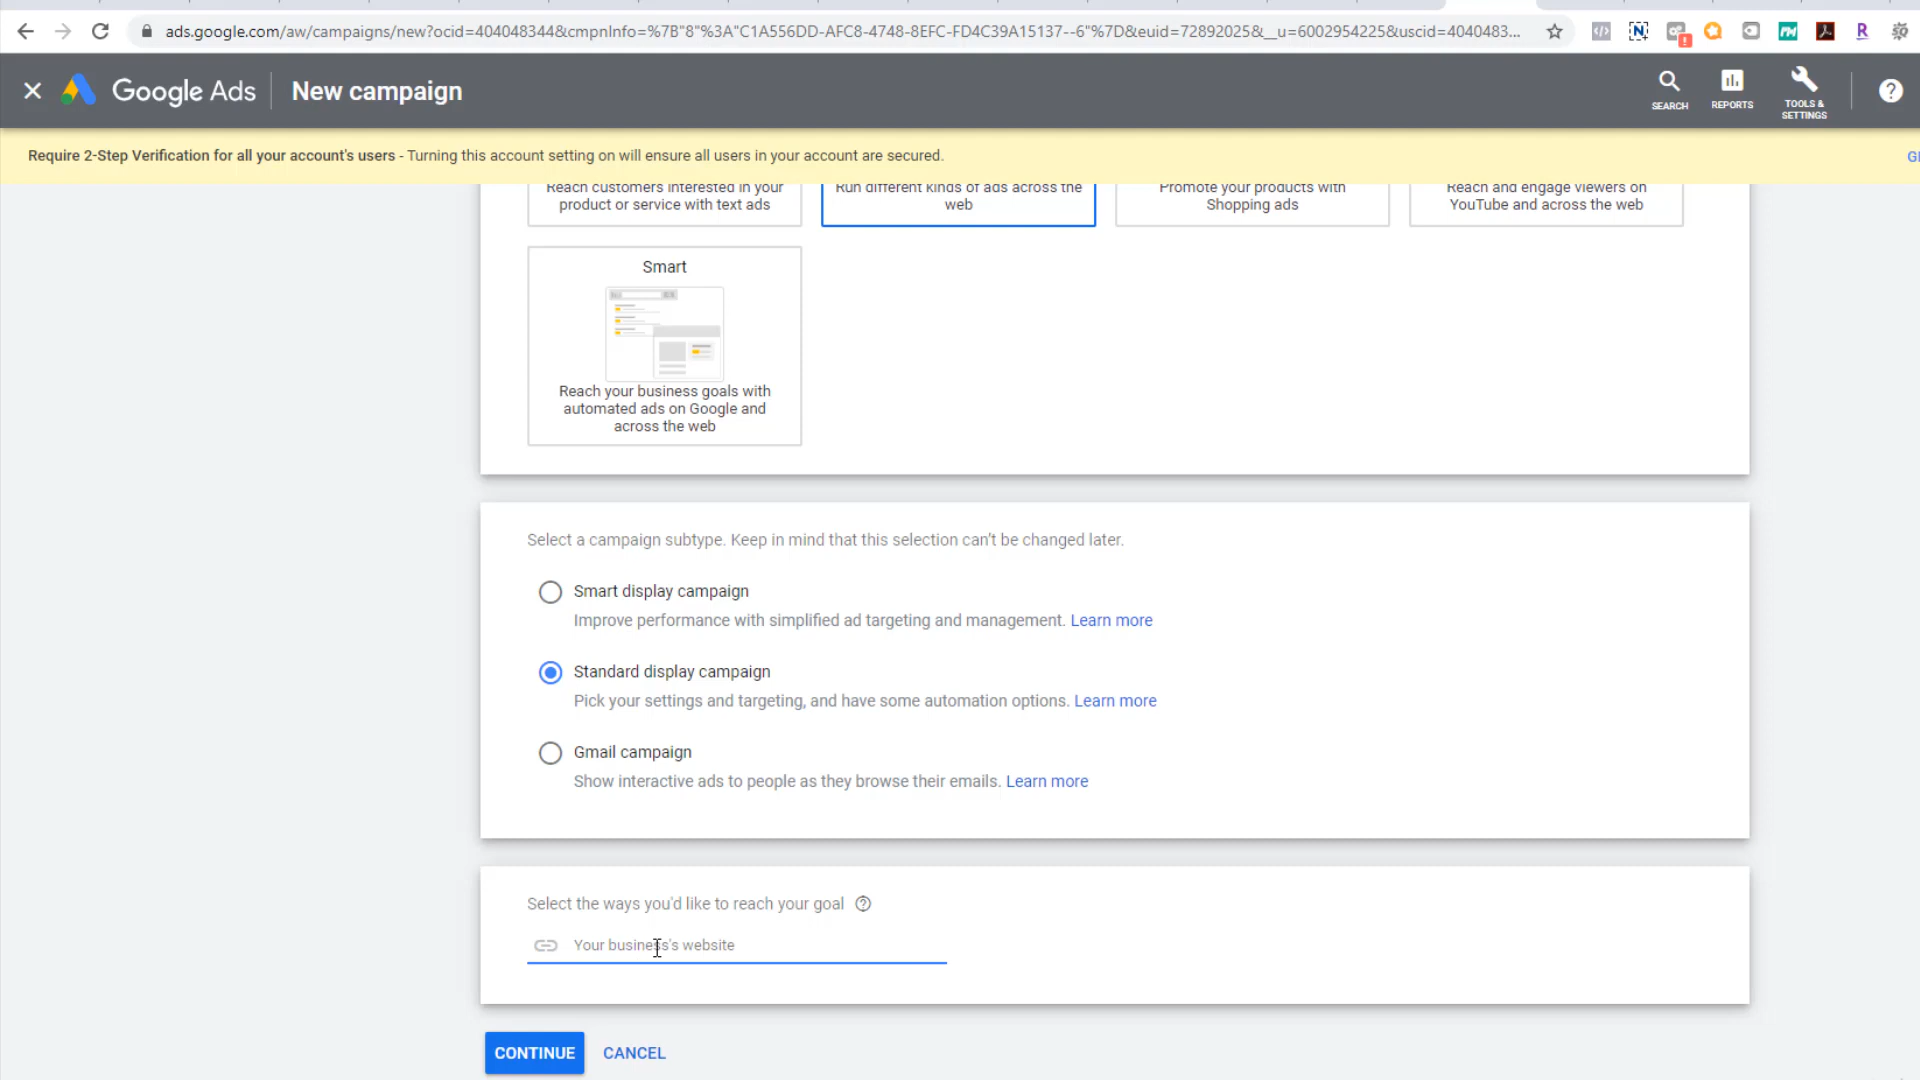 ads.google.com/aw/campaigns/new?ocid=404048344&cmpnInfo=%7B"8"%3A"C1A556DD-AFC8-4748-8EFC-FD4C39A15137--6"%7D&euid=72892025&__u=6002954225&uscid=4040483...
Google Ads
New campaign
SEARCH
REPORTS
TOOLS &
SETTINGS
Require 2-Step Verification for all your account's users - Turning this account setting on will ensure all users in your account are secured.
Reach customers interested in your
product or service with text ads
Run different kinds of ads across the
web
Promote your products with
Shopping ads
Reach and engage viewers on
YouTube and across the web
Smart
Reach your business goals with
automated ads on Google and
across the web
Select a campaign subtype. Keep in mind that this selection can't be changed later.
Smart display campaign
Improve performance with simplified ad targeting and management. Learn more
Standard display campaign
Pick your settings and targeting, and have some automation options. Learn more
Gmail campaign
Show interactive ads to people as they browse their emails. Learn more
Select the ways you'd like to reach your goal
Your business's website
CONTINUE
CANCEL